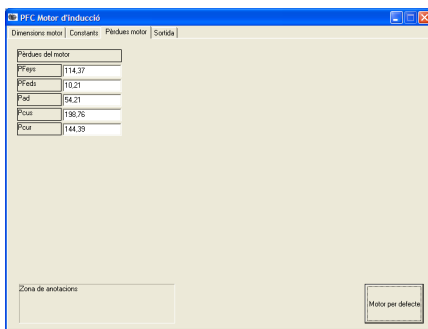 PFC Motor d'inducció
Dimensions motor Constants Pèrdues motor Sortida
Pèrdues del motor
PFeys 114,37
PFeds 10,21
Pad 54,21
Pcus 198,76
Pcur 144,39
Zona de anotacions
Motor per defecte